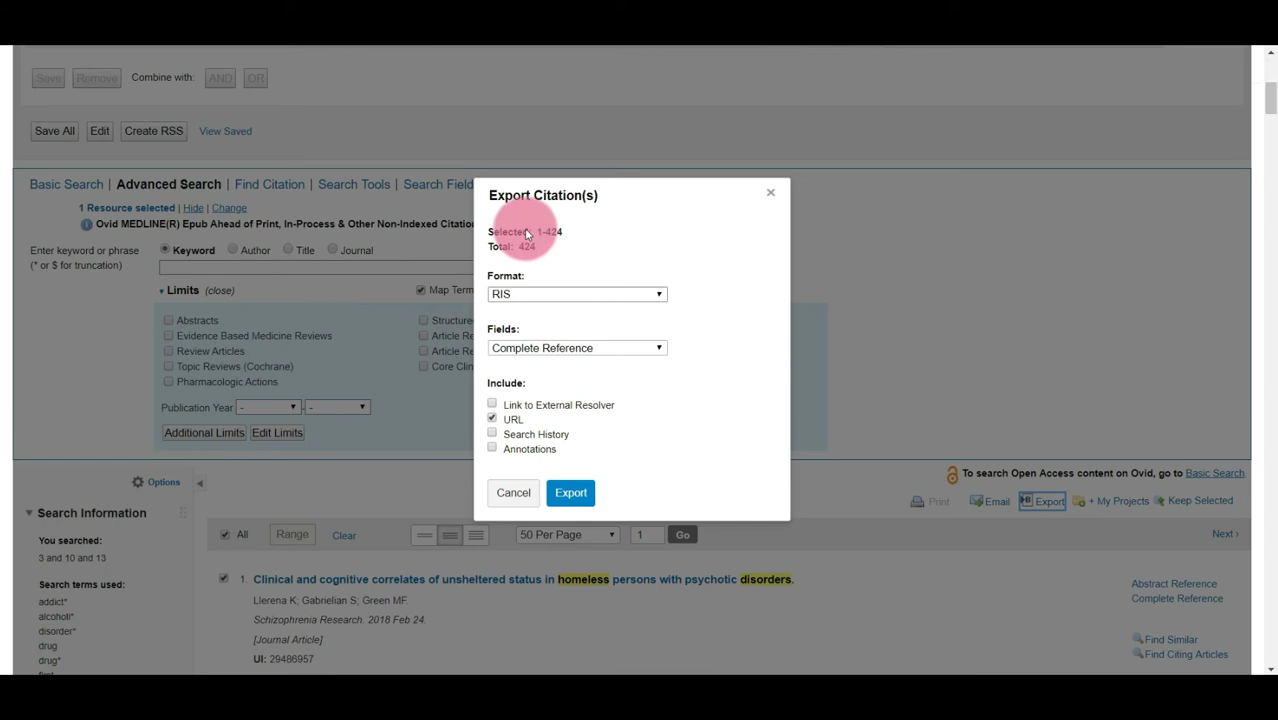 Save Remove Combine with: AND OR
Save All Edit Create RSS View Saved
Basic Search | Advanced Search | Find Citation | Search Tools | Search Field
1 Resource selected | Hide | Change
Ovid MEDLINE(R) Epub Ahead of Print, In-Process & Other Non-Indexed Citation
Enter keyword or phrase
(* or $ for truncation)
Keyword Author Title Journal
Limits (close) Map Term
Abstracts Structure
Evidence Based Medicine Reviews Article Re
Review Articles Article Re
Topic Reviews (Cochrane) Core Clin
Pharmacologic Actions
Publication Year - - -
Additional Limits Edit Limits
Export Citation(s) ×
Selected: 1-424
Total: 424
Format:
RIS
Fields:
Complete Reference
Include:
Link to External Resolver
URL
Search History
Annotations
Cancel Export
To search Open Access content on Ovid, go to Basic Search.
Options
Print Email Export + My Projects Keep Selected
Search Information
You searched:
3 and 10 and 13
Search terms used:
addict*
alcoholi*
disorder*
drug
drug*
All Range Clear 50 Per Page 1 Go Next ›
1. Clinical and cognitive correlates of unsheltered status in homeless persons with psychotic disorders.
Llerena K; Gabrielian S; Green MF.
Schizophrenia Research. 2018 Feb 24.
[Journal Article]
UI: 29486957
Abstract Reference
Complete Reference
Find Similar
Find Citing Articles